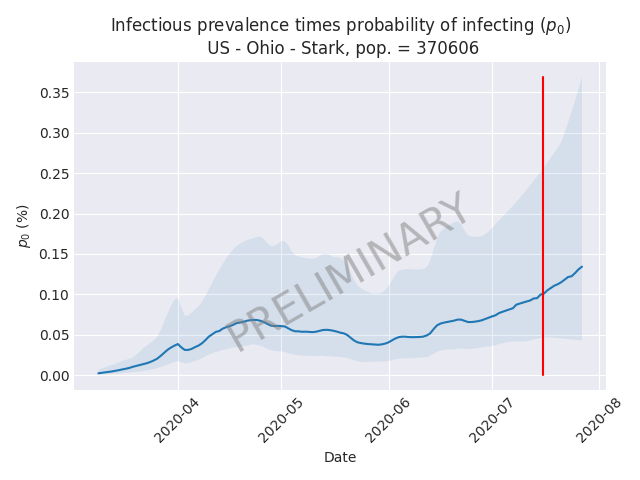 Infectious prevalence times probability of infecting (p₀)
US - Ohio - Stark, pop. = 370606
p₀ (%)
0.35
0.30
0.25
0.20
0.15
0.10
0.05
0.00
PRELIMINARY
2020-04
2020-05
2020-06
2020-07
2020-08
Date